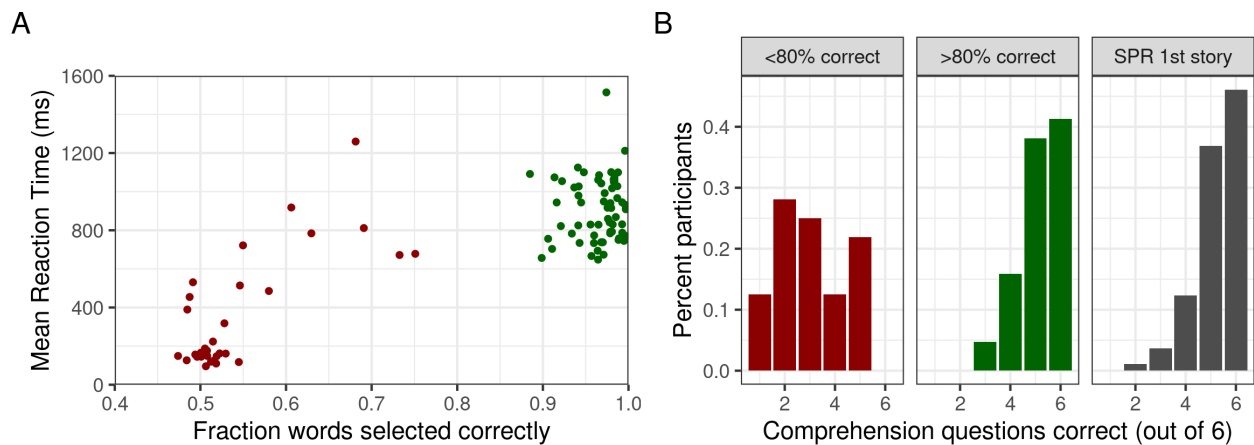 A
Mean Reaction Time (ms)
1600
1200
800
400
0
0.4 0.5 0.6 0.7 0.8 0.9 1.0
Fraction words selected correctly
B
<80% correct >80% correct SPR 1st story
Percent participants
0.4
0.3
0.2
0.1
0.0
2 4 6 2 4 6 2 4 6
Comprehension questions correct (out of 6)